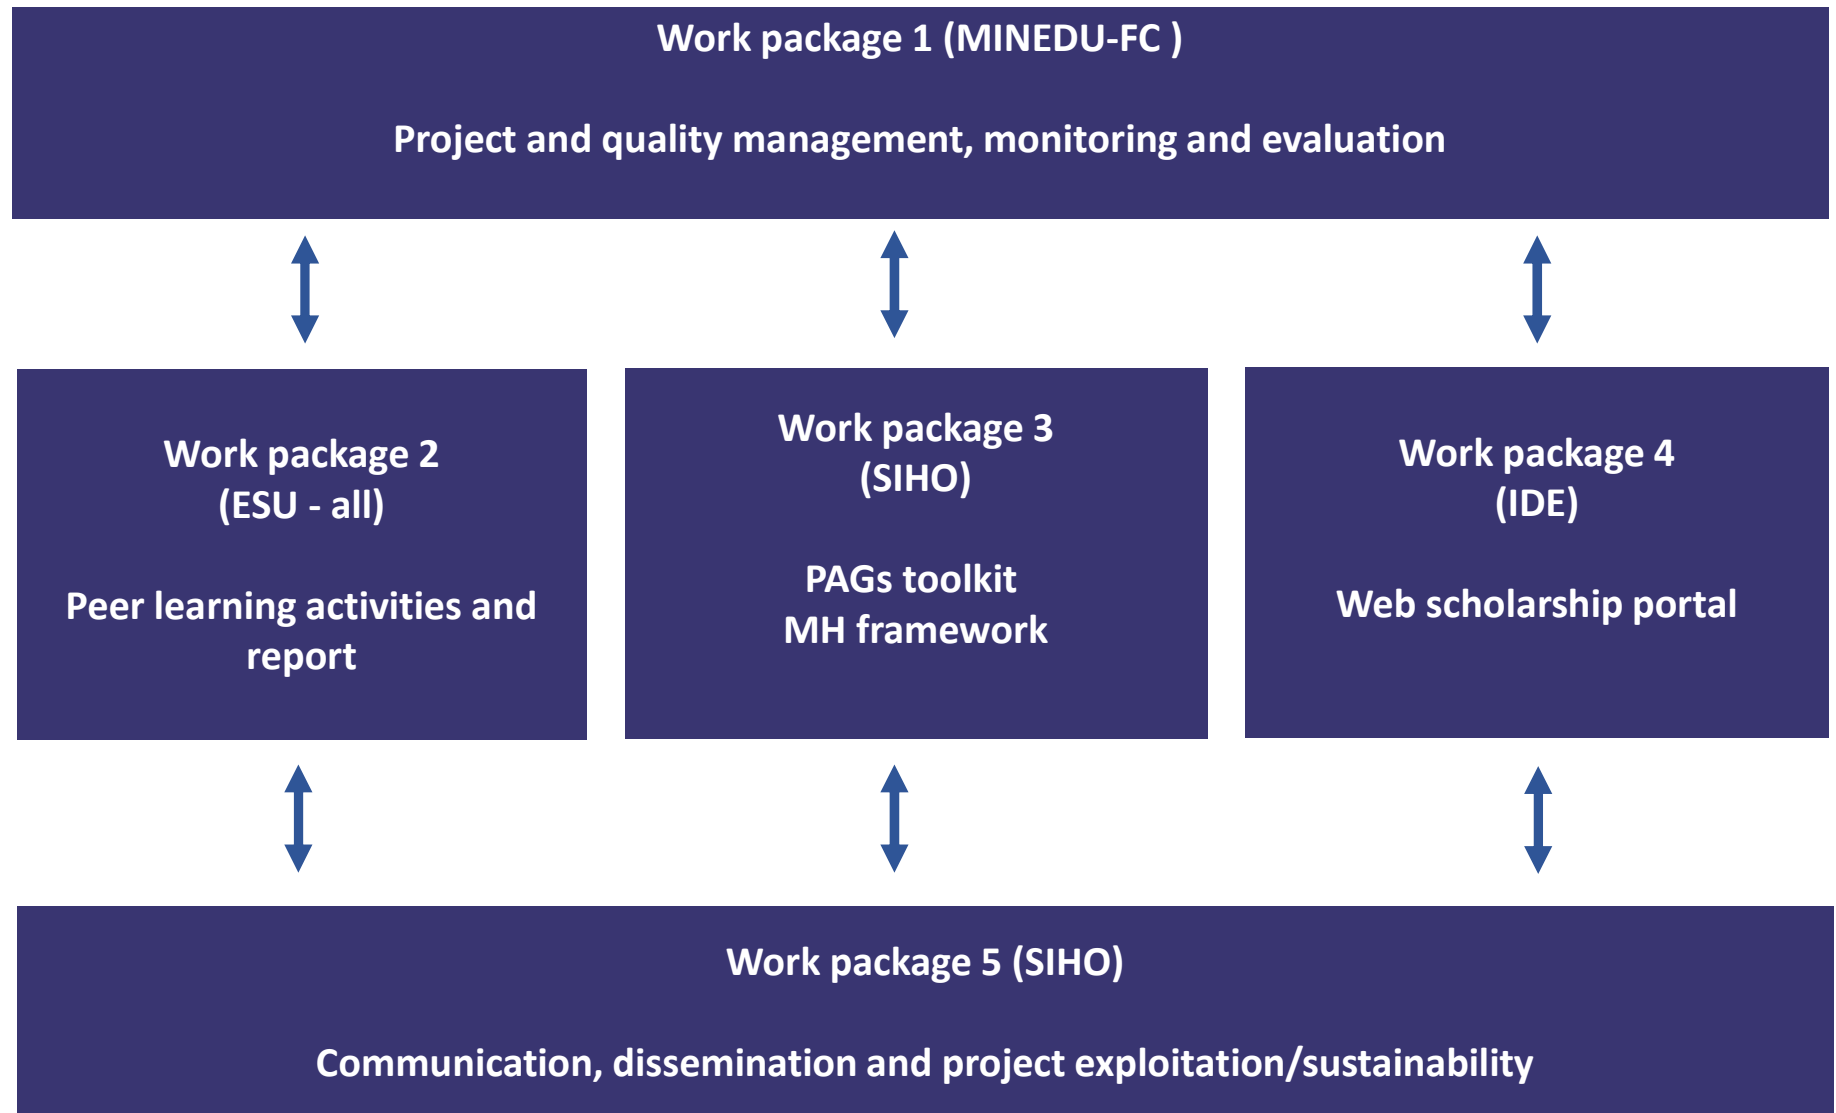 Work package 1 (MINEDU-FC )
Project and quality management, monitoring and evaluation
Work package 2
(ESU - all)
Peer learning activities and
report
Work package 3
(SIHO)
PAGs toolkit
MH framework
Work package 4
(IDE)
Web scholarship portal
Work package 5 (SIHO)
Communication, dissemination and project exploitation/sustainability